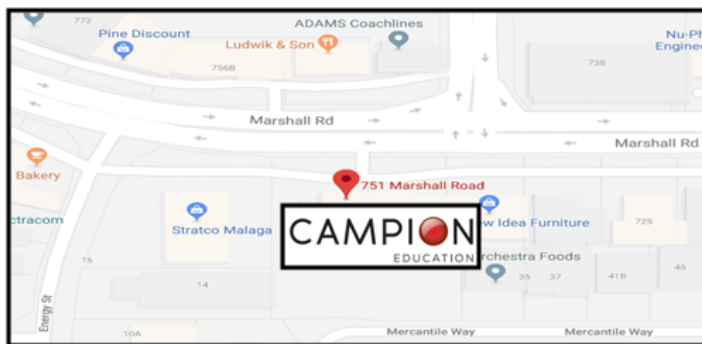 772
ADAMS Coachlines
Pine Discount
Ludwik & Son
Nu-Ph
Engine
756B
738
Marshall Rd
Marshall Rd
Bakery
751 Marshall Road
ctracom
Stratco Malaga
CAMPION
EDUCATION
ew Idea Furniture
725
rchestra Foods
16
14
35
37
41B
45
Energy St
10A
Mercantile Way
Mercantile Way